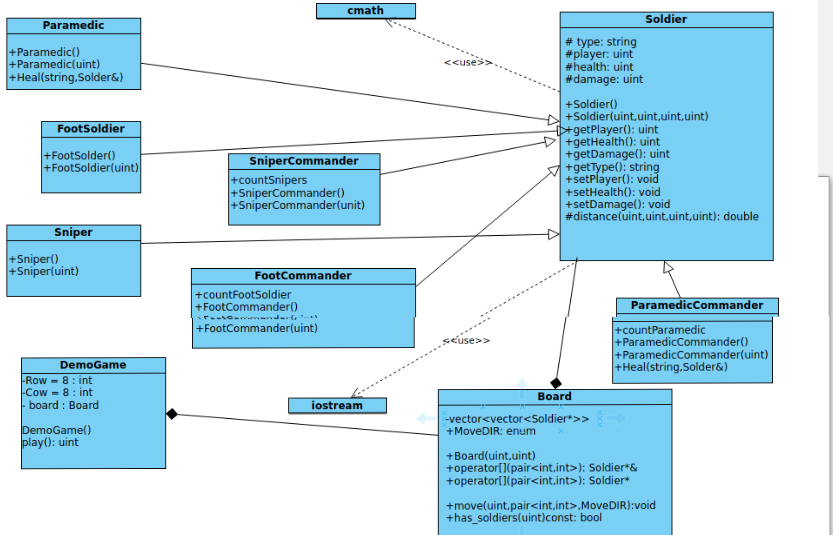 cmath
Paramedic
+Paramedic()
+Paramedic(uint)
+Heal(string,Solder&)
Soldier
# type: string
#player: uint
#health: uint
#damage: uint
+Soldier()
+Soldier(uint,uint,uint,uint)
+getPlayer(): uint
+getHealth(): uint
+getDamage(): uint
+getType(): string
+setPlayer(): void
+setHealth(): void
+setDamage(): void
#distance(uint,uint,uint,uint): double
<<use>>
FootSoldier
+FootSolder()
+FootSoldier(uint)
SniperCommander
+countSnipers
+SniperCommander()
+SniperCommander(unit)
Sniper
+Sniper()
+Sniper(uint)
FootCommander
+countFootSoldier
+FootCommander()
+FootCommander(uint)
ParamedicCommander
+countParamedic
+ParamedicCommander()
+ParamedicCommander(uint)
+Heal(string,Solder&)
<<use>>
DemoGame
-Row = 8 : int
-Cow = 8 : int
- board : Board
DemoGame()
play(): uint
iostream
Board
-vector<vector<Soldier*>>
+MoveDIR: enum
+Board(uint,uint)
+operator[](pair<int,int>): Soldier*&
+operator[](pair<int,int>): Soldier*
+move(uint,pair<int,int>,MoveDIR):void
+has_soldiers(uint)const: bool